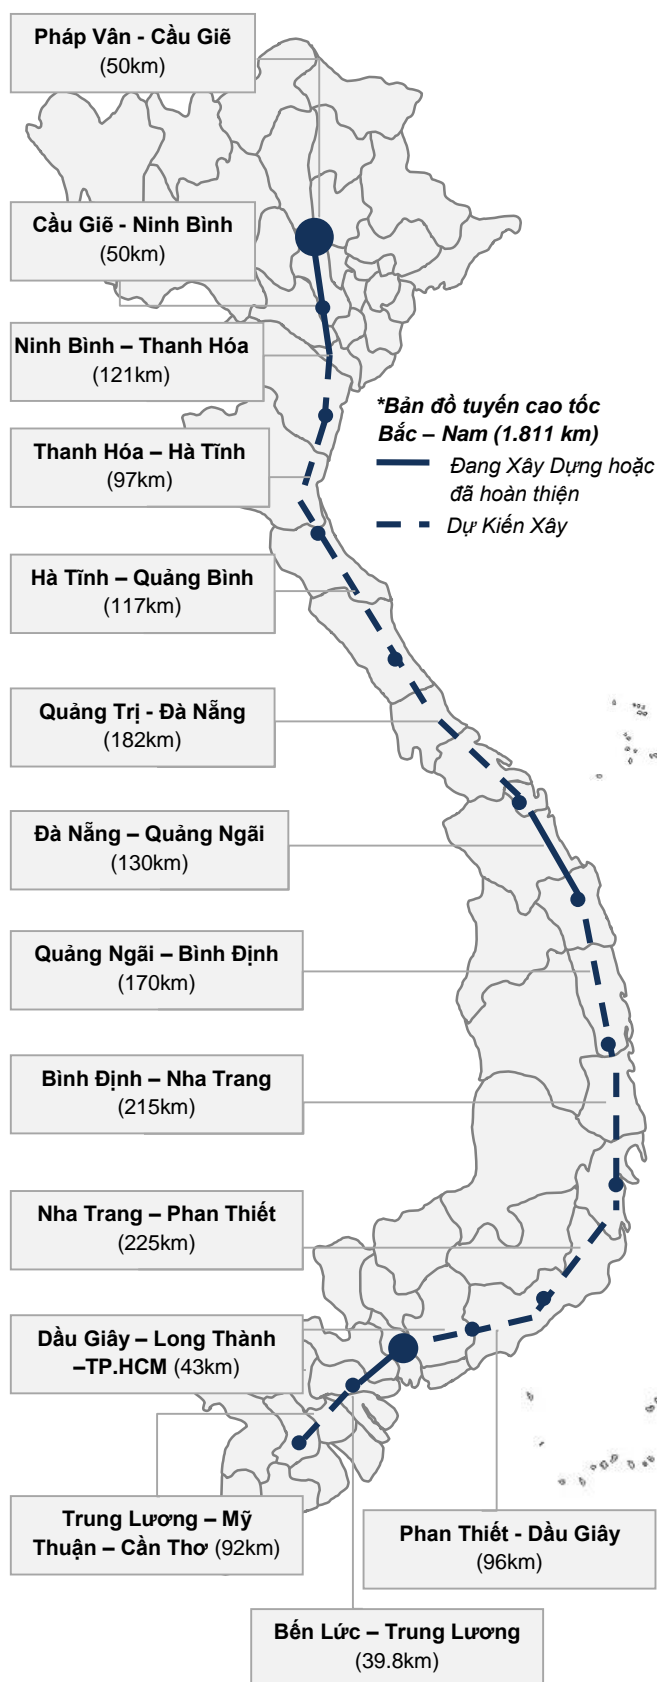 Pháp Vân - Cầu Giẽ
(50km)
Cầu Giẽ - Ninh Bình
(50km)
Ninh Bình – Thanh Hóa
(121km)
*Bản đồ tuyến cao tốc
Bắc – Nam (1.811 km)
Đang Xây Dựng hoặc
đã hoàn thiện
Dự Kiến Xây
Thanh Hóa – Hà Tĩnh
(97km)
Hà Tĩnh – Quảng Bình
(117km)
Quảng Trị - Đà Nẵng
(182km)
Đà Nẵng – Quảng Ngãi
(130km)
Quảng Ngãi – Bình Định
(170km)
Bình Định – Nha Trang
(215km)
Nha Trang – Phan Thiết
(225km)
Dầu Giây – Long Thành
–TP.HCM (43km)
Trung Lương – Mỹ
Thuận – Cần Thơ (92km)
Phan Thiết - Dầu Giây
(96km)
Bến Lức – Trung Lương
(39.8km)